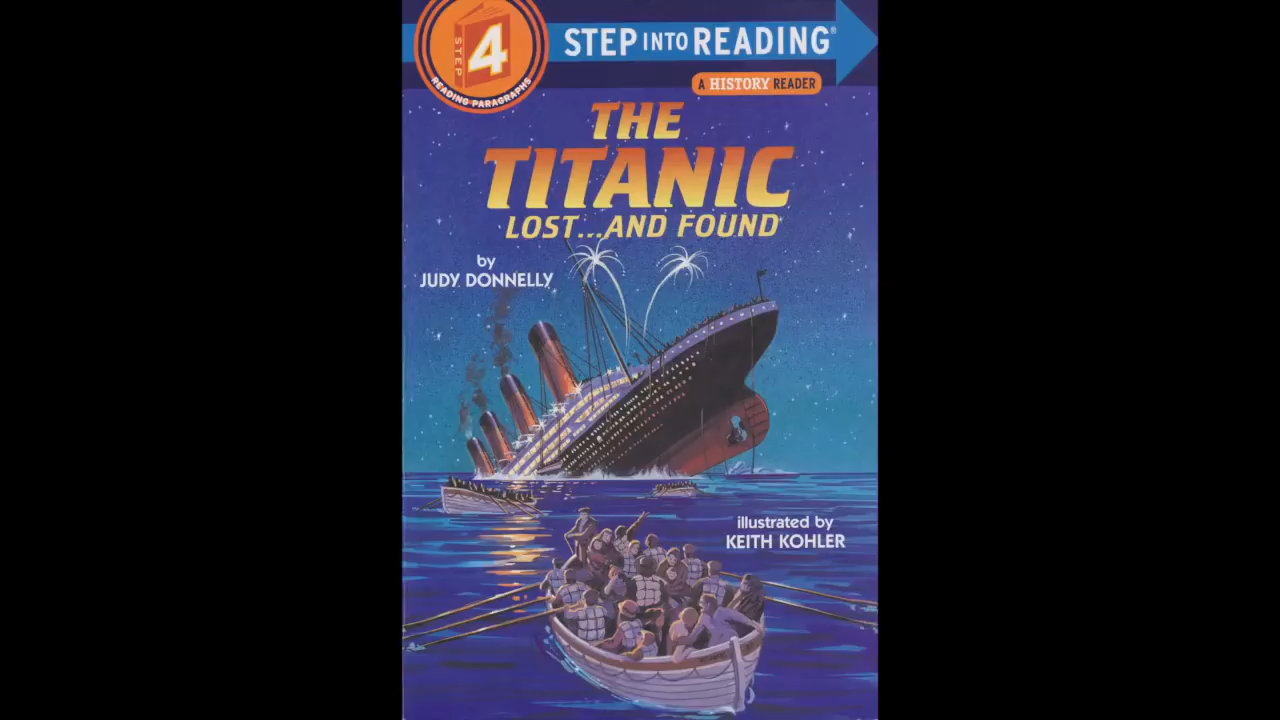 STEP 4
READING PARAGRAPHS
STEP INTO READING®
A HISTORY READER
THE
TITANIC
LOST...AND FOUND
by
JUDY DONNELLY
illustrated by
KEITH KOHLER